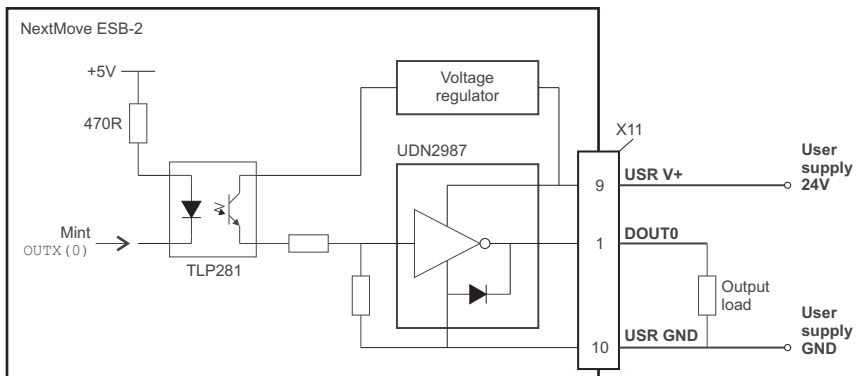 NextMove ESB-2
+5V
470R
Voltage
regulator
UDN2987
X11
9
USR V+
User
supply
24V
Mint
OUTX(0)
TLP281
1
DOUT0
Output
load
10
USR GND
User
supply
GND